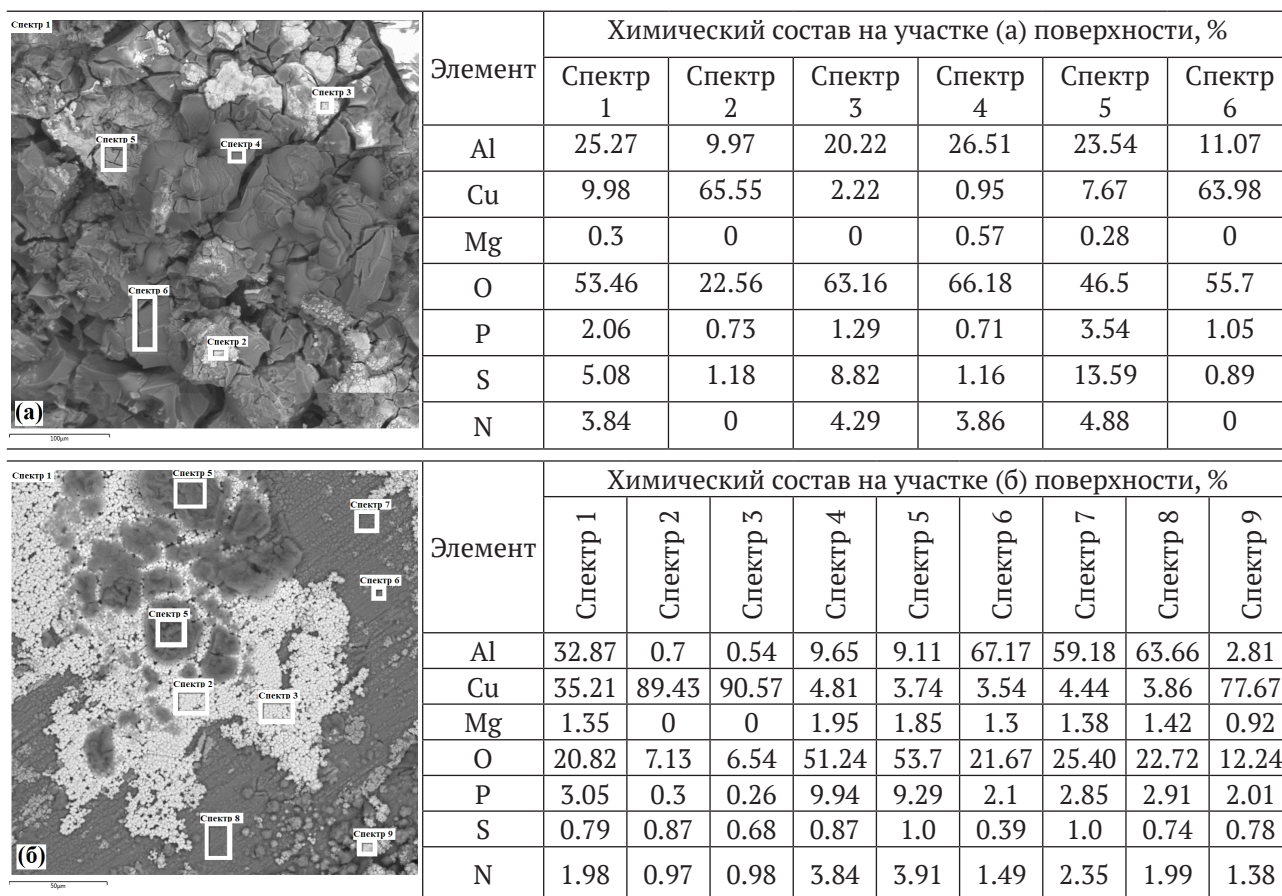 Спектр 1
Спектр 3
Спектр 5
Спектр 4
Спектр 6
Спектр 2
(а)
100μm
Элемент Химический состав на участке (а) поверхности, %
Спектр 1 Спектр 2 Спектр 3 Спектр 4 Спектр 5 Спектр 6
Al 25.27 9.97 20.22 26.51 23.54 11.07
Cu 9.98 65.55 2.22 0.95 7.67 63.98
Mg 0.3 0 0 0.57 0.28 0
O 53.46 22.56 63.16 66.18 46.5 55.7
P 2.06 0.73 1.29 0.71 3.54 1.05
S 5.08 1.18 8.82 1.16 13.59 0.89
N 3.84 0 4.29 3.86 4.88 0
Спектр 1
Спектр 5
Спектр 7
Спектр 6
Спектр 5
Спектр 2
Спектр 3
Спектр 8
Спектр 9
(б)
50μm
Элемент Химический состав на участке (б) поверхности, %
Спектр 1 Спектр 2 Спектр 3 Спектр 4 Спектр 5 Спектр 6 Спектр 7 Спектр 8 Спектр 9
Al 32.87 0.7 0.54 9.65 9.11 67.17 59.18 63.66 2.81
Cu 35.21 89.43 90.57 4.81 3.74 3.54 4.44 3.86 77.67
Mg 1.35 0 0 1.95 1.85 1.3 1.38 1.42 0.92
O 20.82 7.13 6.54 51.24 53.7 21.67 25.40 22.72 12.24
P 3.05 0.3 0.26 9.94 9.29 2.1 2.85 2.91 2.01
S 0.79 0.87 0.68 0.87 1.0 0.39 1.0 0.74 0.78
N 1.98 0.97 0.98 3.84 3.91 1.49 2.35 1.99 1.38